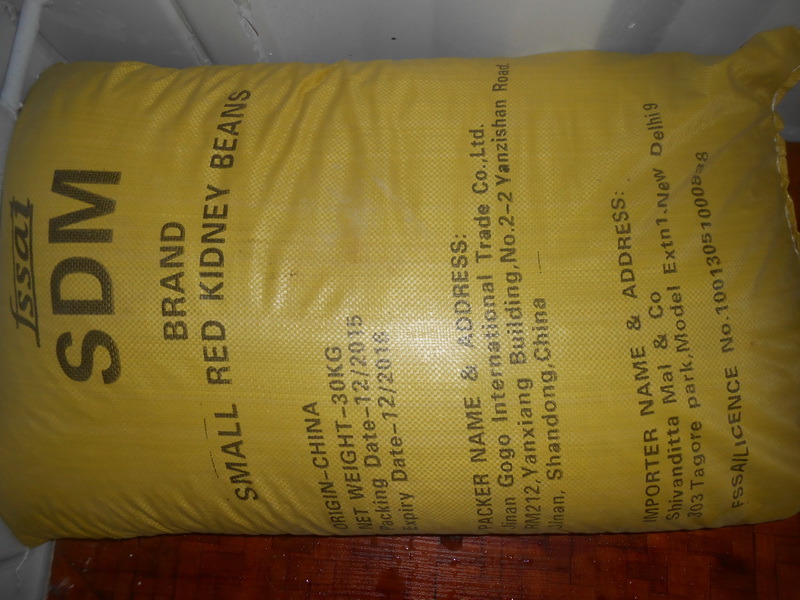 fssai
SDM
BRAND
SMALL RED KIDNEY BEANS
ORIGIN-CHINA
NET WEIGHT-30KG
Packing Date-12/2015
Expiry Date-12/2018
PACKER NAME & ADDRESS:
Jinan Gogo International Trade Co.,Ltd.
RM212,Yanxiang Building,No.2-2 Yanzishan Road
Jinan, Shandong,China
IMPORTER NAME & ADDRESS:
Shivanditta Mal & Co
303 Tagore park,Model Extn1.New Delhi9
FSSAI LICENCE No.10013051000888